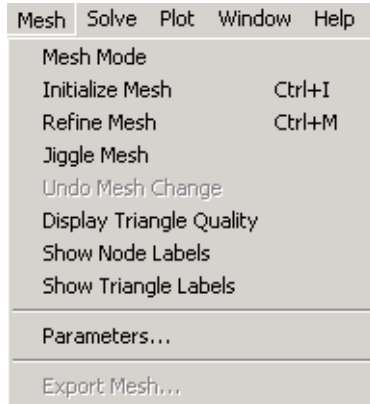 Mesh Solve Plot Window Help
Mesh Mode
Initialize Mesh Ctrl+I
Refine Mesh Ctrl+M
Jiggle Mesh
Undo Mesh Change
Display Triangle Quality
Show Node Labels
Show Triangle Labels
Parameters...
Export Mesh...